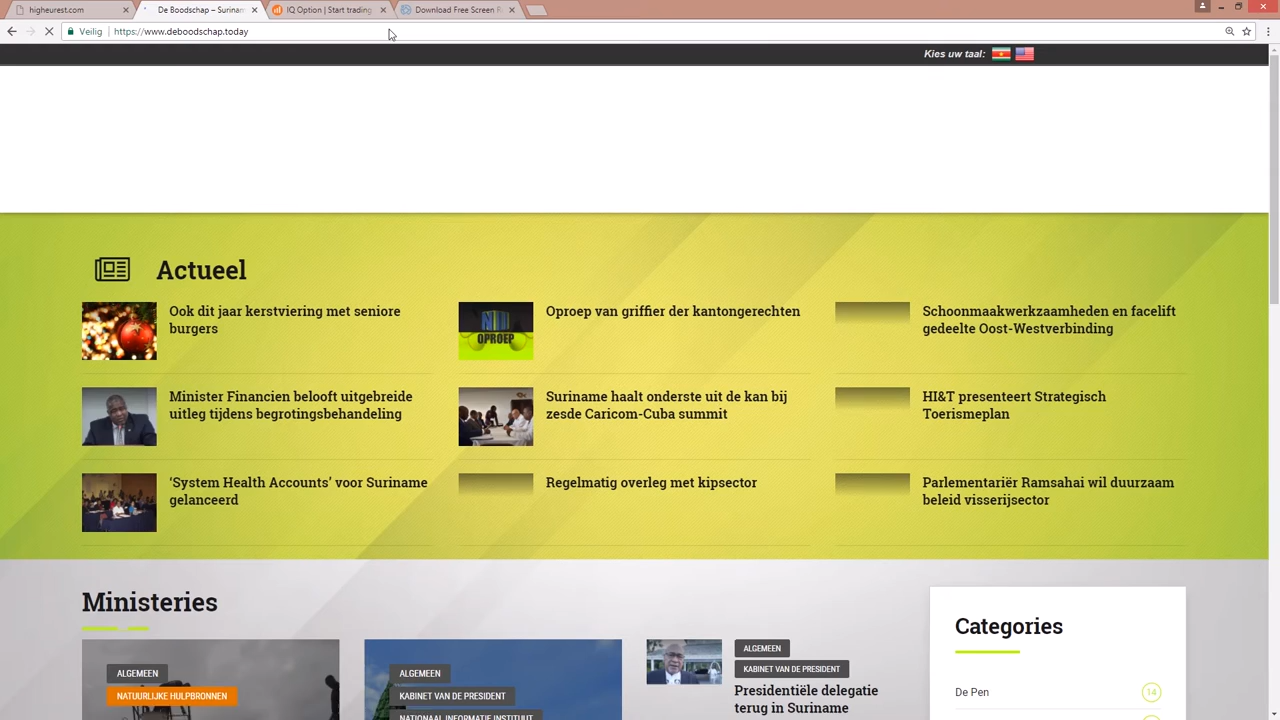 higheurest.com
De Boodschap – Surinam
IQ Option | Start trading
Download Free Screen R
Veilig
https://www.deboodschap.today
Kies uw taal:
Actueel
Ook dit jaar kerstviering met seniore
burgers
Oproep van griffier der kantongerechten
OPROEP
Schoonmaakwerkzaamheden en facelift
gedeelte Oost-Westverbinding
Minister Financien belooft uitgebreide
uitleg tijdens begrotingsbehandeling
Suriname haalt onderste uit de kan bij
zesde Caricom-Cuba summit
HI&T presenteert Strategisch
Toerismeplan
‘System Health Accounts’ voor Suriname
gelanceerd
Regelmatig overleg met kipsector
Parlementariër Ramsahai wil duurzaam
beleid visserijsector
Ministeries
ALGEMEEN
NATUURLIJKE HULPBRONNEN
ALGEMEEN
KABINET VAN DE PRESIDENT
NATIONAAL INFORMATIE INSTITUUT
ALGEMEEN
KABINET VAN DE PRESIDENT
Presidentiële delegatie
terug in Suriname
Categories
De Pen
14